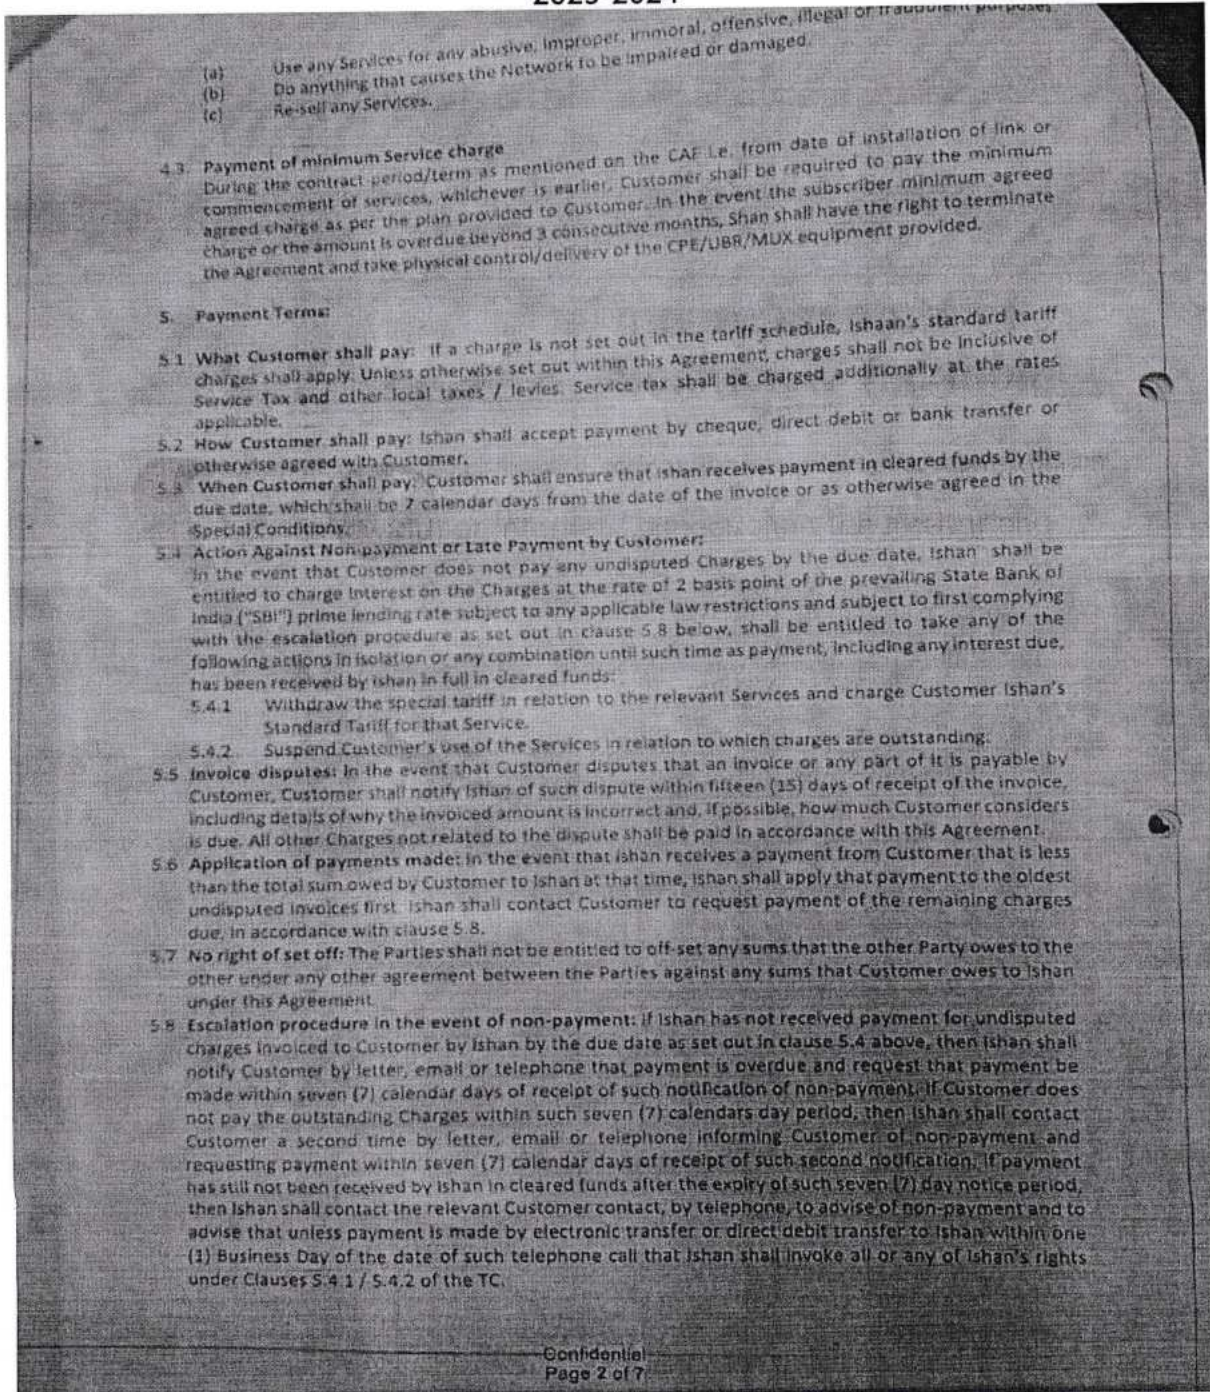 2023-2024
(a) Use any Services for any abusive, improper, immoral, offensive, illegal or fraudulent purposes
(b) Do anything that causes the Network to be impaired or damaged.
(c) Re-sell any Services.
4.3 Payment of minimum Service charge
During the contract period/term as mentioned on the CAF i.e. from date of installation of link or
commencement of services, whichever is earlier, Customer shall be required to pay the minimum
agreed charge as per the plan provided to Customer. In the event the subscriber minimum agreed
charge or the amount is overdue beyond 3 consecutive months, Shan shall have the right to terminate
the Agreement and take physical control/delivery of the CPE/UBR/MUX equipment provided.
5. Payment Terms:
5.1 What Customer shall pay: If a charge is not set out in the tariff schedule, Ishaan's standard tariff
charges shall apply. Unless otherwise set out within this Agreement, charges shall not be inclusive of
Service Tax and other local taxes / levies. Service tax shall be charged additionally at the rates
applicable.
5.2 How Customer shall pay: Ishan shall accept payment by cheque, direct debit or bank transfer or
otherwise agreed with Customer.
5.3 When Customer shall pay: Customer shall ensure that Ishan receives payment in cleared funds by the
due date, which shall be 7 calendar days from the date of the invoice or as otherwise agreed in the
Special Conditions.
5.4 Action Against Non-payment or Late Payment by Customer:
In the event that Customer does not pay any undisputed Charges by the due date, Ishan shall be
entitled to charge Interest on the Charges at the rate of 2 basis point of the prevailing State Bank of
India ("SBI") prime lending rate subject to any applicable law restrictions and subject to first complying
with the escalation procedure as set out in clause 5.8 below, shall be entitled to take any of the
following actions in isolation or any combination until such time as payment, including any interest due,
has been received by Ishan in full in cleared funds:
5.4.1 Withdraw the special tariff in relation to the relevant Services and charge Customer Ishan's
Standard Tariff for that Service.
5.4.2. Suspend Customer's use of the Services in relation to which charges are outstanding.
5.5 Invoice disputes: In the event that Customer disputes that an invoice or any part of it is payable by
Customer, Customer shall notify Ishan of such dispute within fifteen (15) days of receipt of the invoice,
including details of why the invoiced amount is incorrect and, if possible, how much Customer considers
is due. All other Charges not related to the dispute shall be paid in accordance with this Agreement.
5.6 Application of payments made: In the event that Ishan receives a payment from Customer that is less
than the total sum owed by Customer to Ishan at that time, Ishan shall apply that payment to the oldest
undisputed invoices first. Ishan shall contact Customer to request payment of the remaining charges
due, in accordance with clause 5.8.
5.7 No right of set off: The Parties shall not be entitled to off-set any sums that the other Party owes to the
other under any other agreement between the Parties against any sums that Customer owes to Ishan
under this Agreement.
5.8 Escalation procedure in the event of non-payment: If Ishan has not received payment for undisputed
charges invoiced to Customer by Ishan by the due date as set out in clause 5.4 above, then Ishan shall
notify Customer by letter, email or telephone that payment is overdue and request that payment be
made within seven (7) calendar days of receipt of such notification of non-payment. If Customer does
not pay the outstanding Charges within such seven (7) calendars day period, then Ishan shall contact
Customer a second time by letter, email or telephone informing Customer of non-payment and
requesting payment within seven (7) calendar days of receipt of such second notification. If payment
has still not been received by Ishan in cleared funds after the expiry of such seven (7) day notice period,
then Ishan shall contact the relevant Customer contact, by telephone, to advise of non-payment and to
advise that unless payment is made by electronic transfer or direct debit transfer to Ishan within one
(1) Business Day of the date of such telephone call that Ishan shall invoke all or any of Ishan's rights
under Clauses 5.4.1 / 5.4.2 of the TC.
Confidential
Page 2 of 7